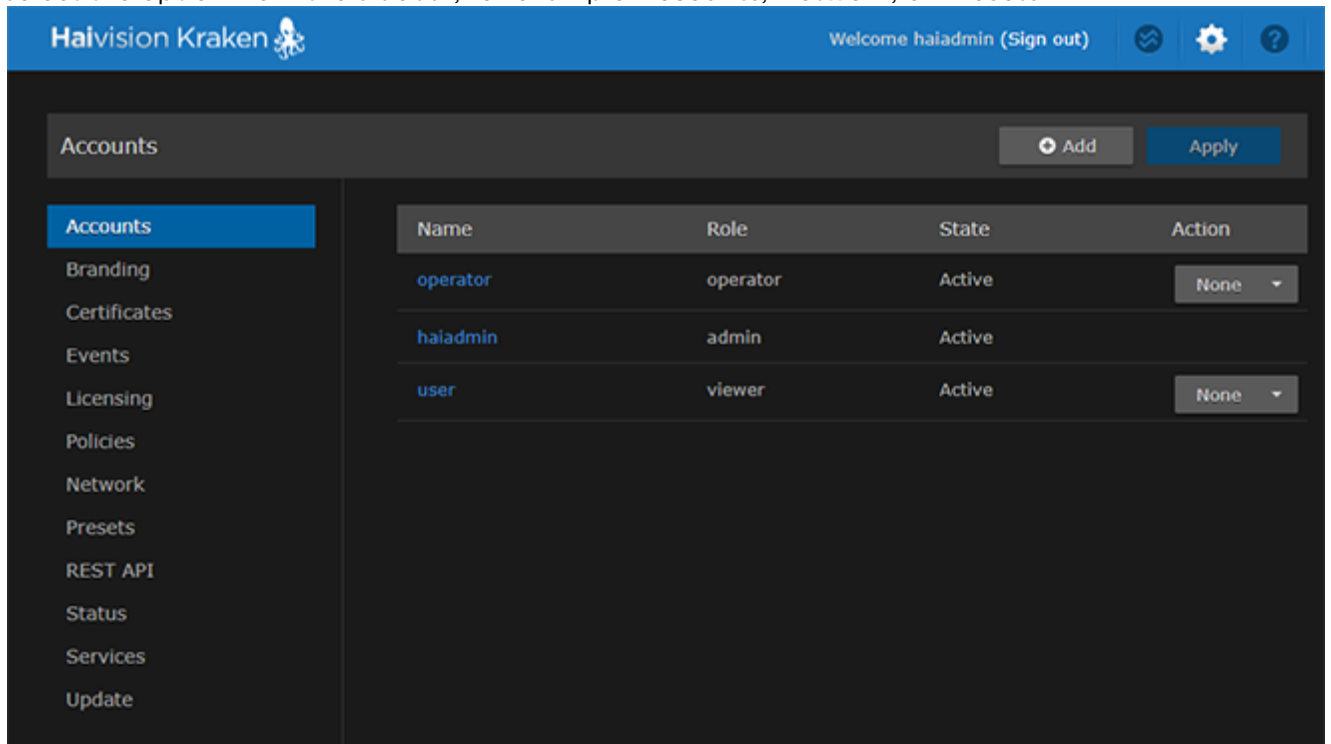 Haivision Kraken
Welcome haiadmin (Sign out)
Accounts
Add
Apply
Accounts
Branding
Certificates
Events
Licensing
Policies
Network
Presets
REST API
Status
Services
Update
Name Role State Action
operator operator Active None
haiadmin admin Active
user viewer Active None